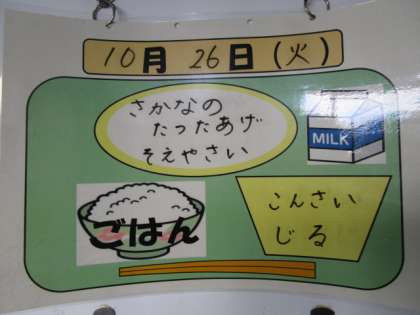 10月 26日(火)
さかなの
たったあげ
そえやさい
MILK
ごはん
こんさい
じる